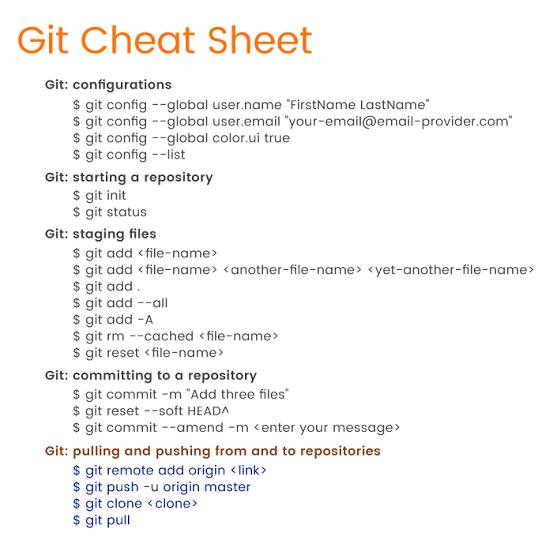 Git Cheat Sheet
Git: configurations
$ git config --global user.name "FirstName LastName"
$ git config --global user.email "your-email@email-provider.com"
$ git config --global color.ui true
$ git config --list
Git: starting a repository
$ git init
$ git status
Git: staging files
$ git add <file-name>
$ git add <file-name> <another-file-name> <yet-another-file-name>
$ git add .
$ git add --all
$ git add -A
$ git rm --cached <file-name>
$ git reset <file-name>
Git: committing to a repository
$ git commit -m "Add three files"
$ git reset --soft HEAD^
$ git commit --amend -m <enter your message>
Git: pulling and pushing from and to repositories
$ git remote add origin <link>
$ git push -u origin master
$ git clone <clone>
$ git pull